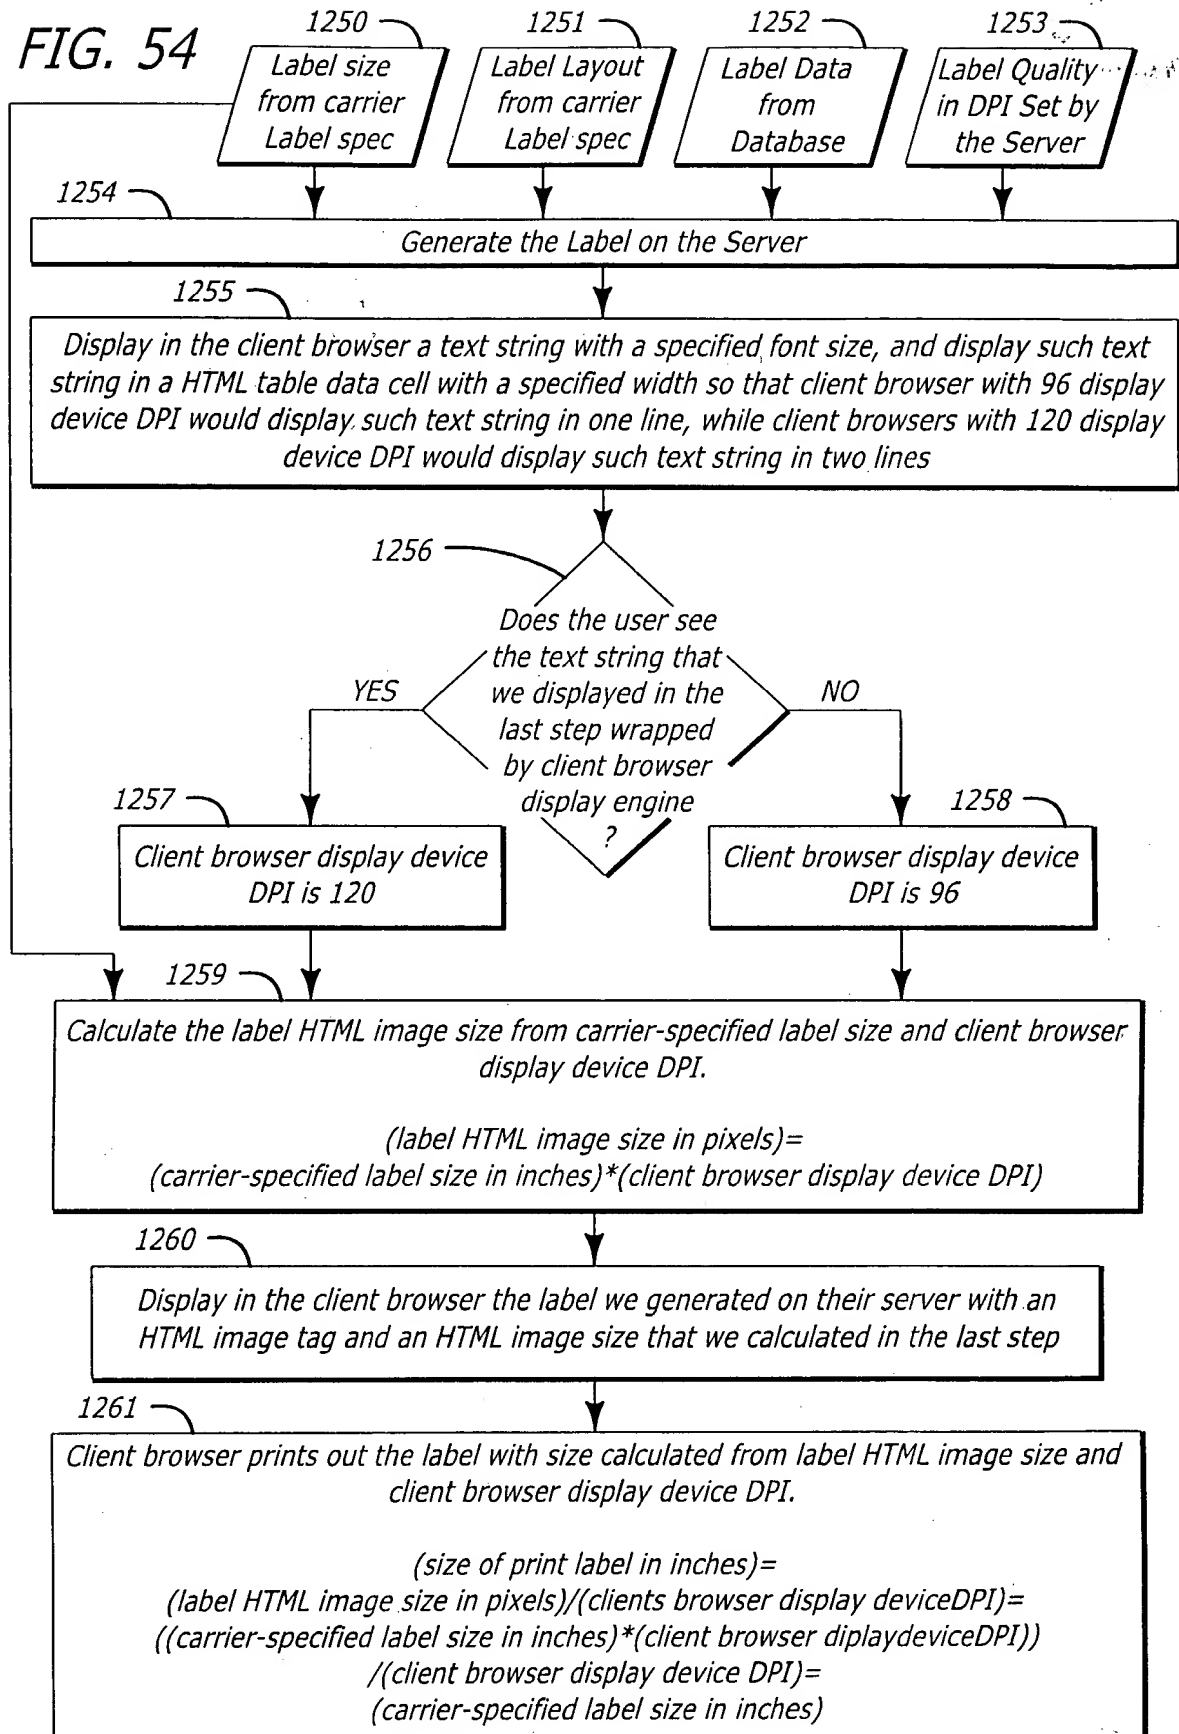 FIG. 54
1250
1251
1252
1253
Label size
from carrier
Label spec
Label Layout
from carrier
Label spec
Label Data
from
Database
Label Quality
in DPI Set by
the Server
1254
Generate the Label on the Server
1255
Display in the client browser a text string with a specified font size, and display such text
string in a HTML table data cell with a specified width so that client browser with 96 display
device DPI would display such text string in one line, while client browsers with 120 display
device DPI would display such text string in two lines
1256
Does the user see
the text string that
we displayed in the
last step wrapped
by client browser
display engine
?
YES
NO
1257
Client browser display device
DPI is 120
1258
Client browser display device
DPI is 96
1259
Calculate the label HTML image size from carrier-specified label size and client browser
display device DPI.
(label HTML image size in pixels)=
(carrier-specified label size in inches)*(client browser display device DPI)
1260
Display in the client browser the label we generated on their server with an
HTML image tag and an HTML image size that we calculated in the last step
1261
Client browser prints out the label with size calculated from label HTML image size and
client browser display device DPI.
(size of print label in inches)=
(label HTML image size in pixels)/(clients browser display deviceDPI)=
((carrier-specified label size in inches)*(client browser diplaydeviceDPI))
/(client browser display device DPI)=
(carrier-specified label size in inches)